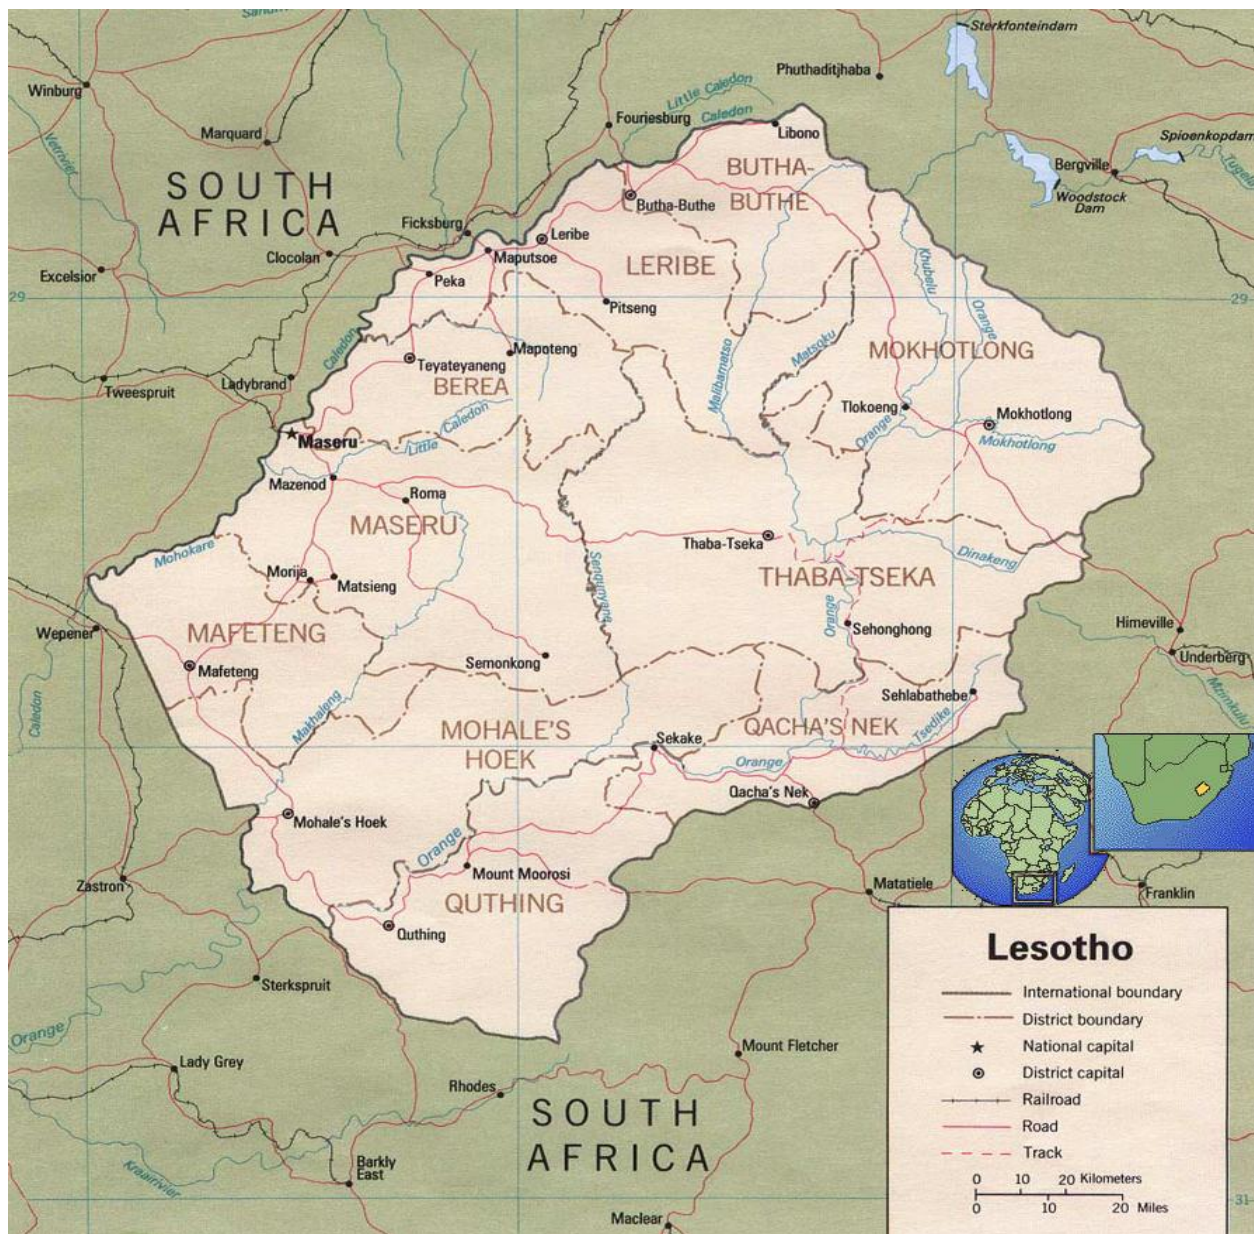 Sterkfonteindam
Phuthaditjhaba
Winburg
Little Caledon
Caledon
Fouriesburg
Libono
Marquard
Vetrivier
Spioenkopdam
Bergville
Tugela
Woodstock
Dam
SOUTH
AFRICA
BUTHA-
BUTHE
Butha-Buthe
Ficksburg
Leribe
Clocolan
Maputsoe
LERIBE
Excelsior
Peka
Khubelu
29
29
Pitseng
Orange
Caledon
Mapoteng
Matsoku
MOKHOTLONG
Teyateyaneng
BEREA
Malibamatso
Ladybrand
Tweespruit
Tlokoeng
Mokhotlong
Maseru
Little Caledon
Orange
Mokhotlong
Mazenod
Roma
MASERU
Thaba-Tseka
Mohokare
Dinakeng
Morija
Matsieng
Senqunyane
THABA-TSEKA
Wepener
MAFETENG
Orange
Sehonghong
Himeville
Mafeteng
Semonkong
Underberg
Caledon
Makhaleng
Sehlabathebe
Mzimkulu
MOHALE'S
HOEK
QACHA'S NEK
Tsedike
Sekake
Orange
Qacha's Nek
Mohale's Hoek
Orange
Mount Moorosi
Zastron
QUTHING
Matatiele
Franklin
Quthing
Sterkspruit
Orange
Lady Grey
Mount Fletcher
Rhodes
SOUTH
AFRICA
Kraairivier
Barkly
East
Maclear
Lesotho
International boundary
District boundary
National capital
District capital
Railroad
Road
Track
0 10 20 Kilometers
0 10 20 Miles
31